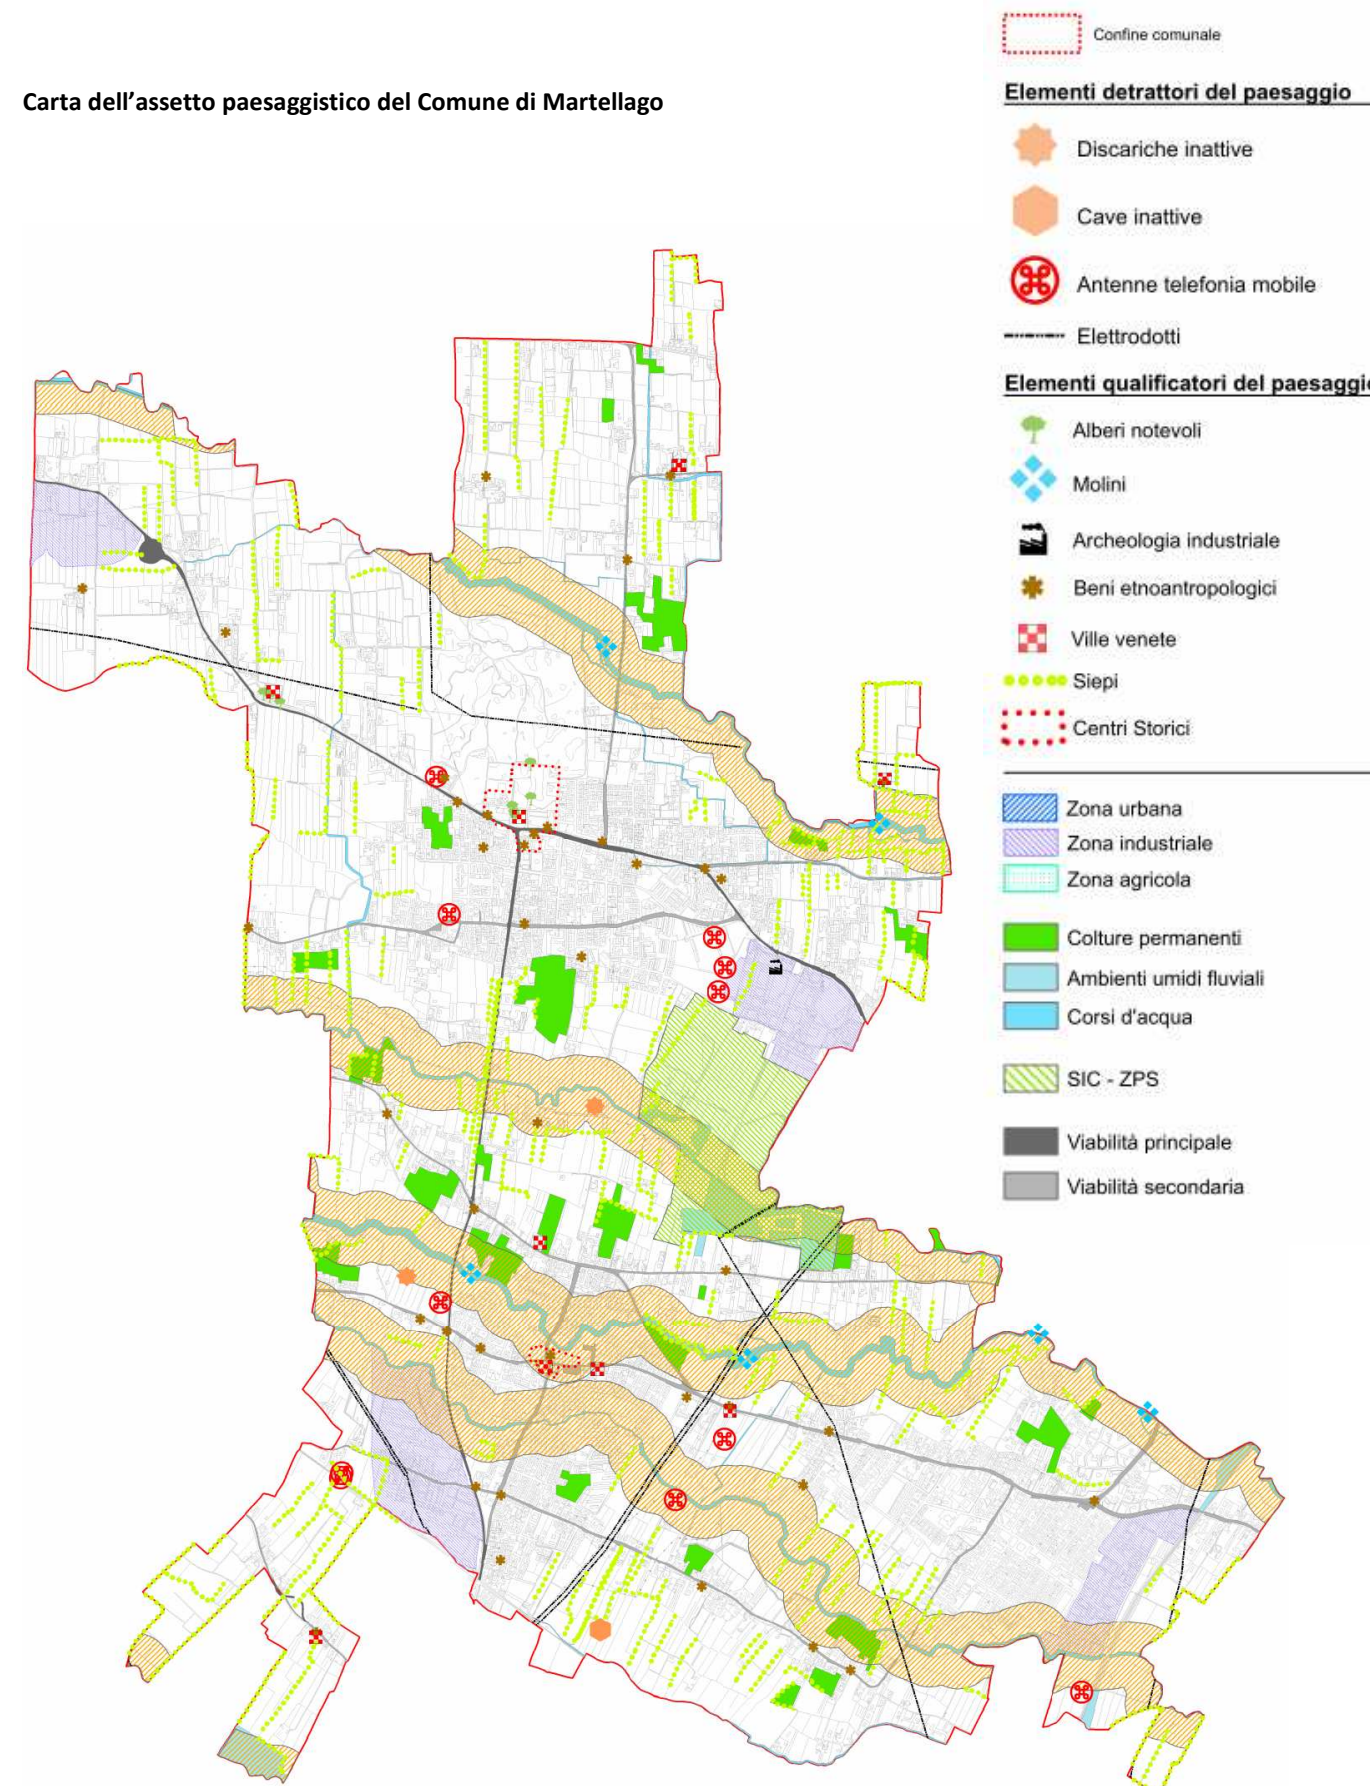 Confine comunale
Carta dell'assetto paesaggistico del Comune di Martellago
Elementi detrattori del paesaggio
Discariche inattive
Cave inattive
Antenne telefonia mobile
Elettrodotti
Elementi qualificatori del paesaggio
Alberi notevoli
Molini
Archeologia industriale
Beni etnoantropologici
Ville venete
Siepi
Centri Storici
Zona urbana
Zona industriale
Zona agricola
Colture permanenti
Ambienti umidi fluviali
Corsi d'acqua
SIC - ZPS
Viabilità principale
Viabilità secondaria